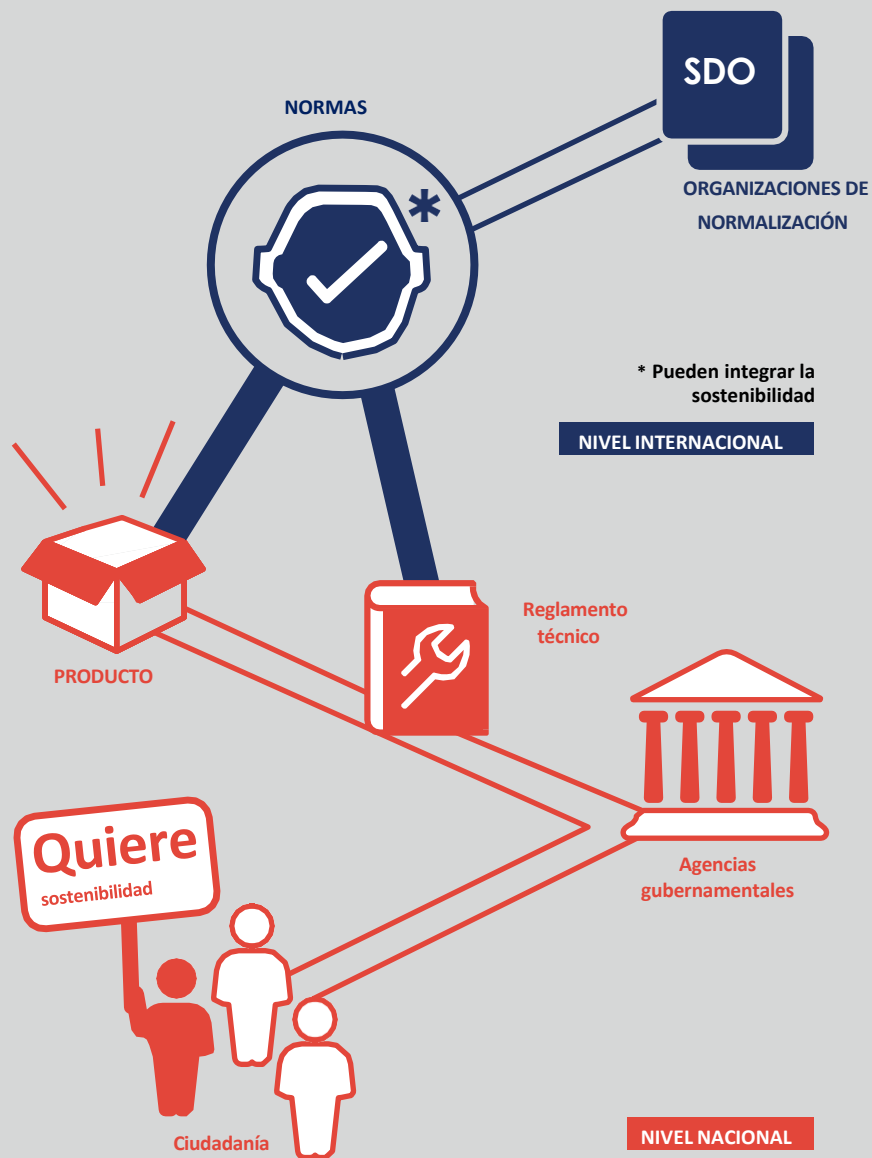 SDO
NORMAS
ORGANIZACIONES DE
NORMALIZACIÓN
*
* Pueden integrar la
sostenibilidad
NIVEL INTERNACIONAL
Reglamento
técnico
PRODUCTO
Quiere
sostenibilidad
Agencias
gubernamentales
Ciudadanía
NIVEL NACIONAL